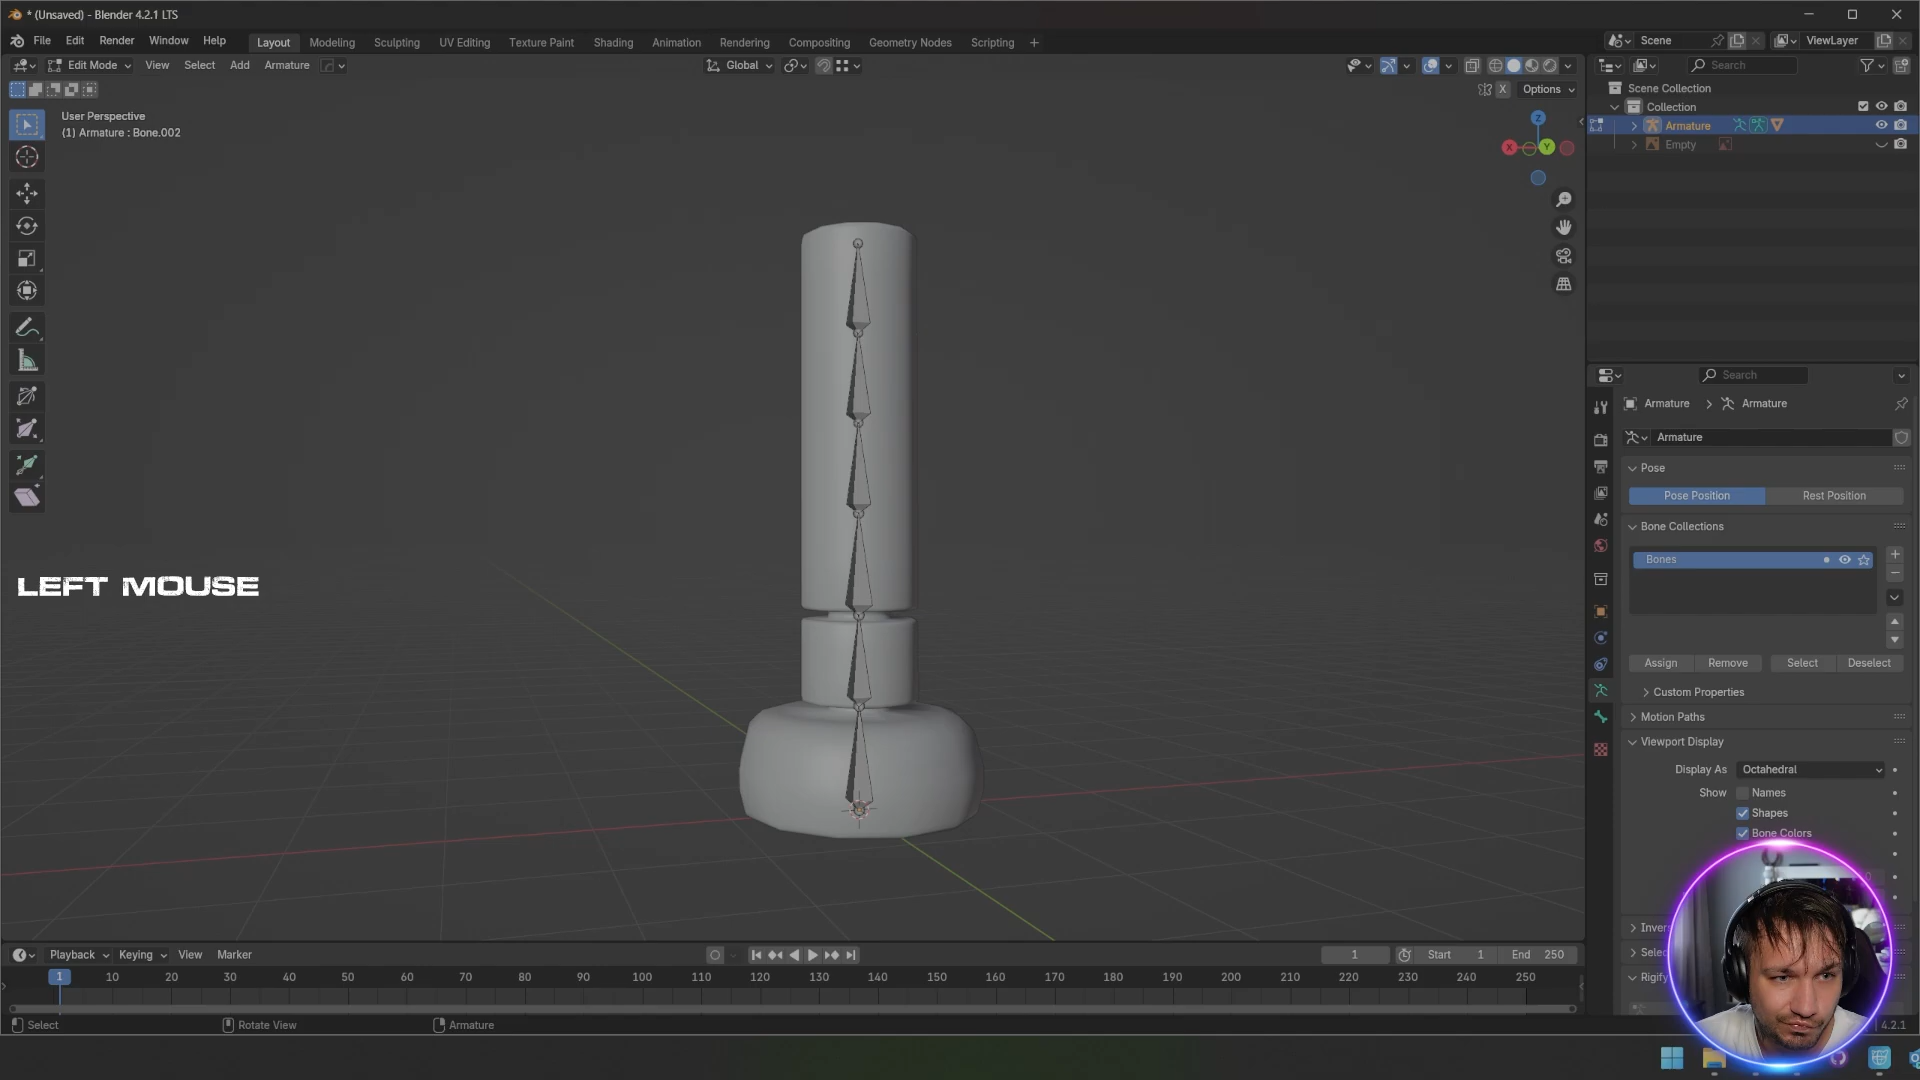 * (Unsaved) - Blender 4.2.1 LTS
File Edit Render Window Help Layout Modeling Sculpting UV Editing Texture Paint Shading Animation Rendering Compositing Geometry Nodes Scripting +
Scene
ViewLayer
Edit Mode View Select Add Armature
Global
Search
X Options
User Perspective
(1) Armature : Bone.002
Z
X
Y
Scene Collection
Collection
Armature
Empty
Search
Armature > Armature
Armature
Pose
Pose Position Rest Position
Bone Collections
Bones
Assign Remove Select Deselect
Custom Properties
Motion Paths
Viewport Display
Display As Octahedral
Show Names
Shapes
Bone Colors
Inver
Selec
Rigify
LEFT MOUSE
Playback Keying View Marker
1 Start 1 End 250
1 10 20 30 40 50 60 70 80 90 100 110 120 130 140 150 160 170 180 190 200 210 220 230 240 250
Select Rotate View Armature
4.2.1